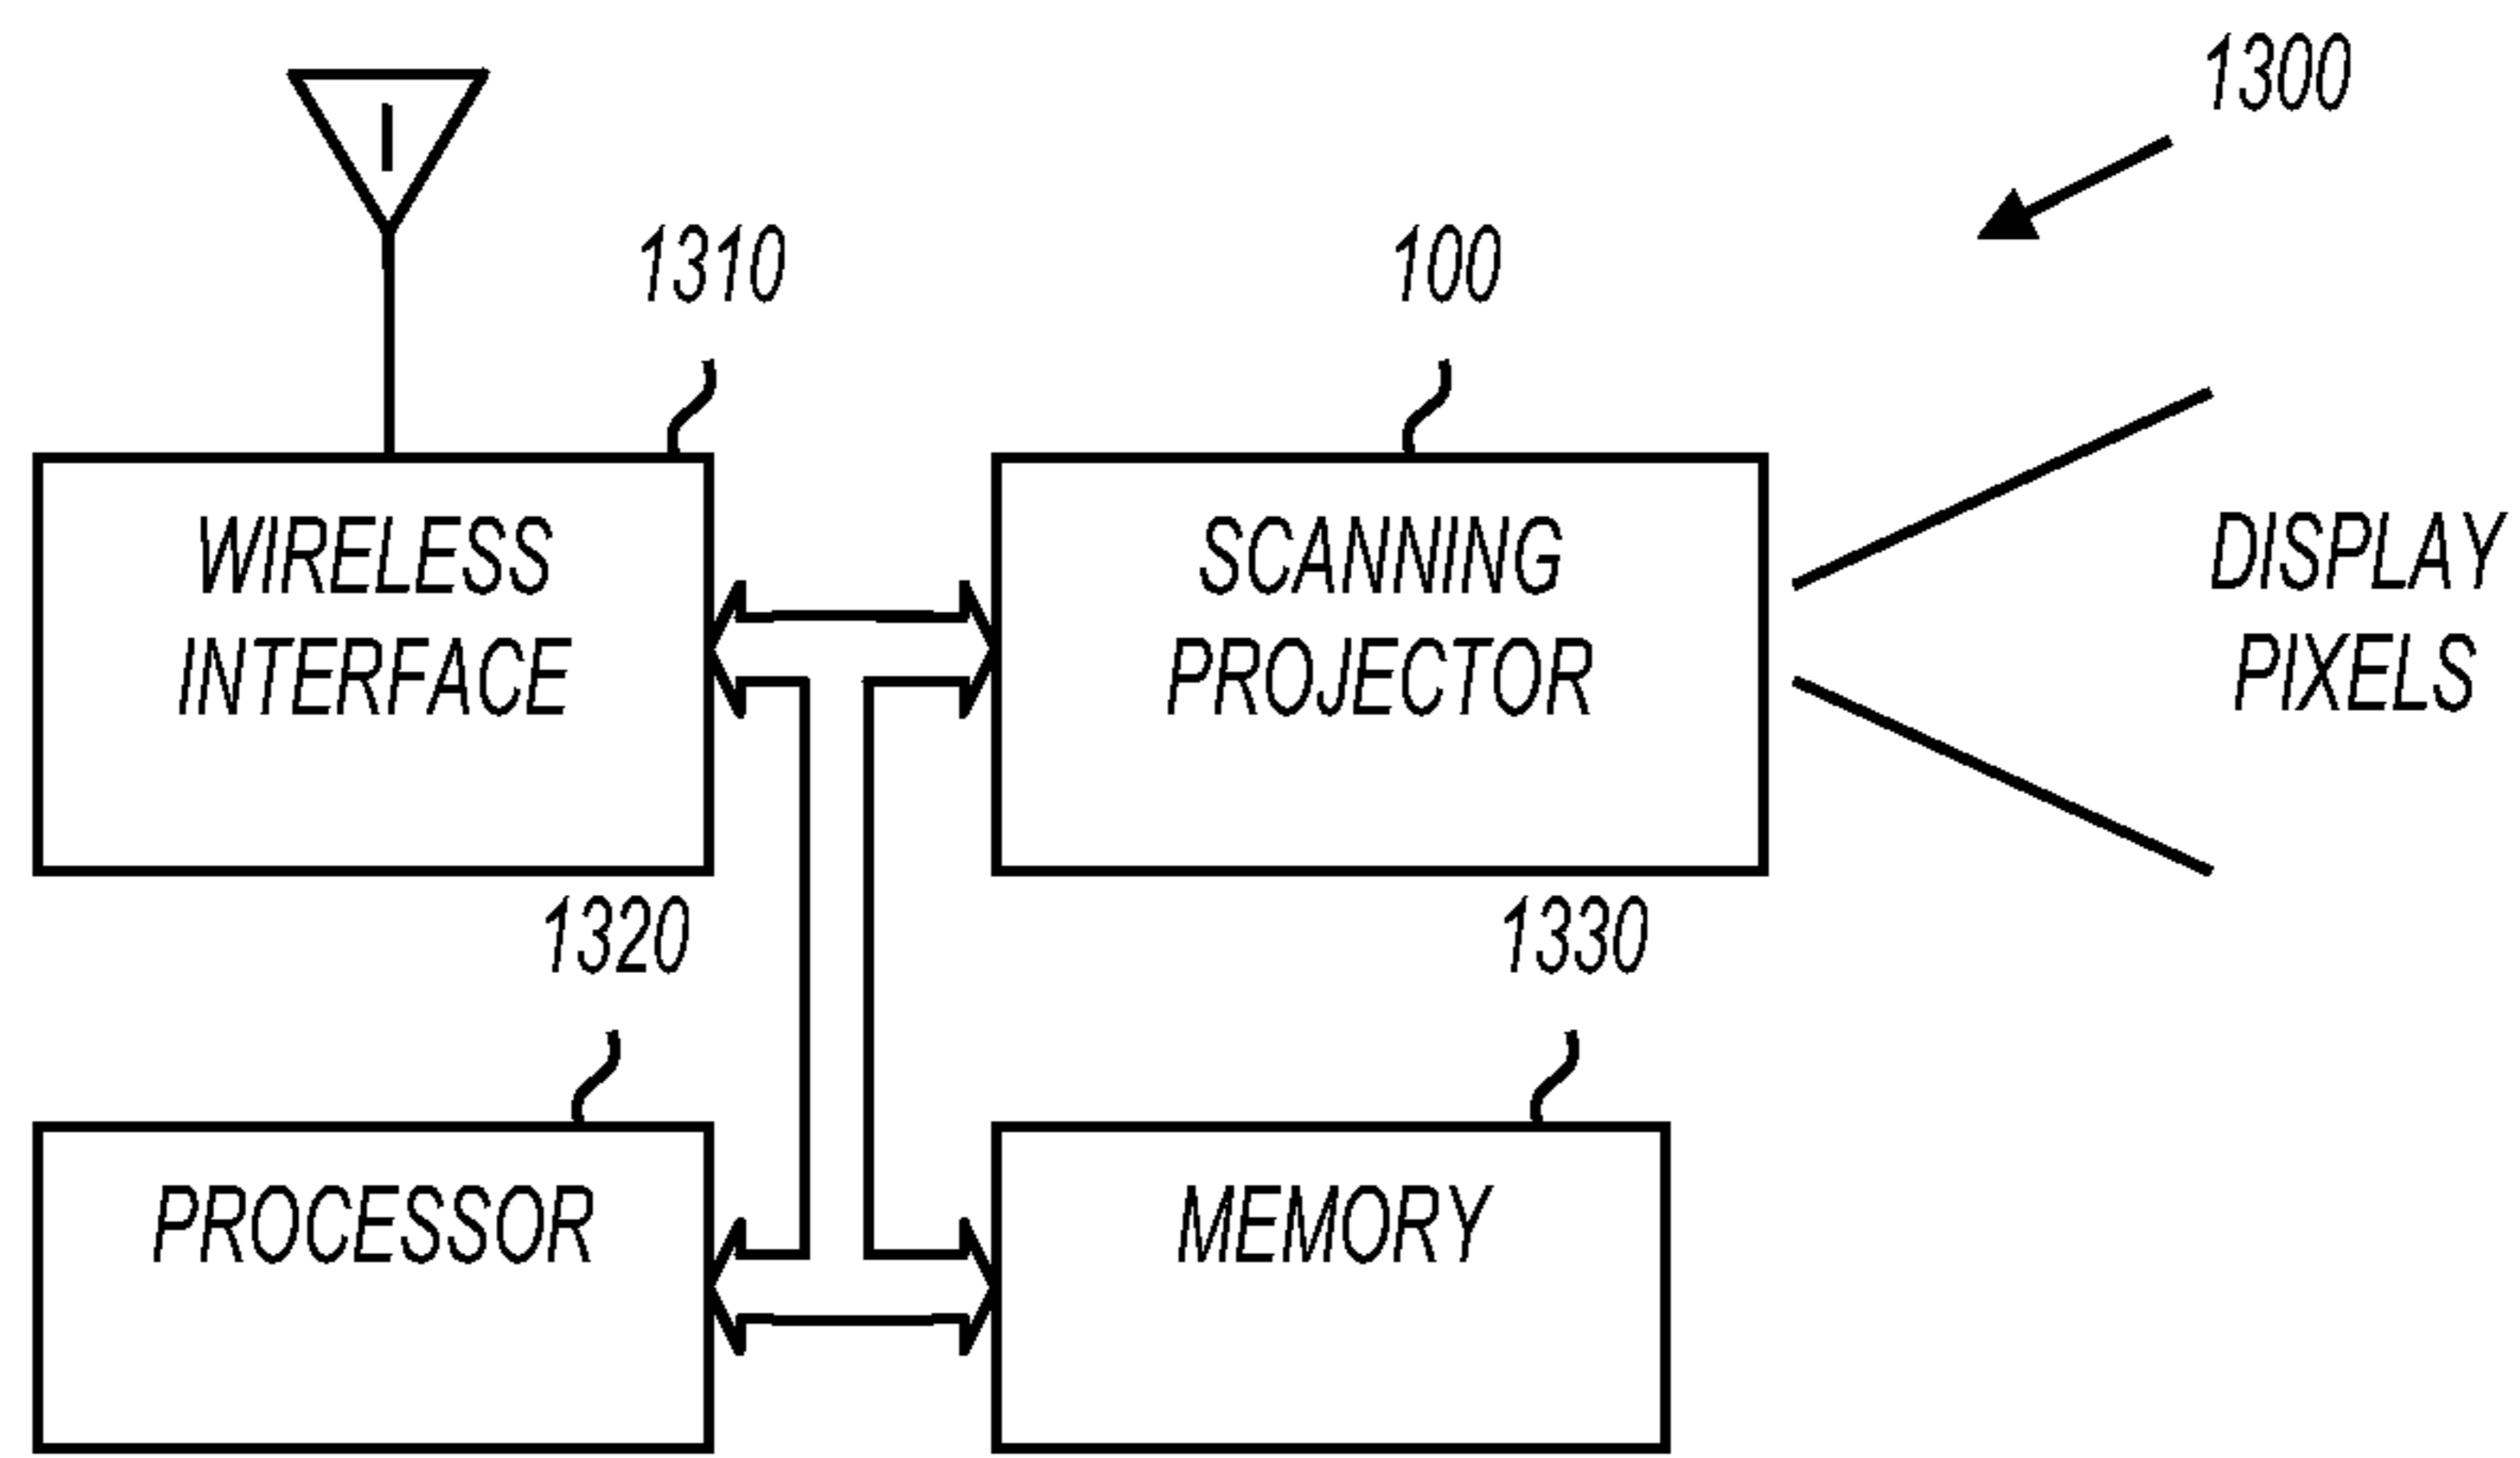 1300
1310
100
WIRELESS
INTERFACE
SCANNING
PROJECTOR
DISPLAY
PIXELS
1320
1330
PROCESSOR
MEMORY